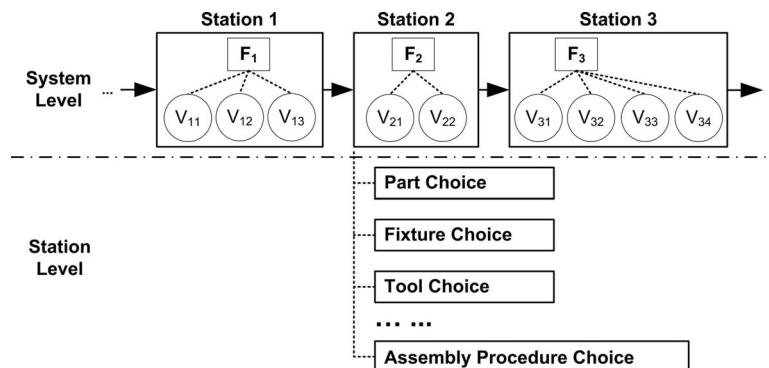 Station 1 Station 2 Station 3
F1 F2 F3
System
Level ...
V11 V12 V13 V21 V22 V31 V32 V33 V34
Part Choice
Fixture Choice
Station
Level
Tool Choice
... ...
Assembly Procedure Choice